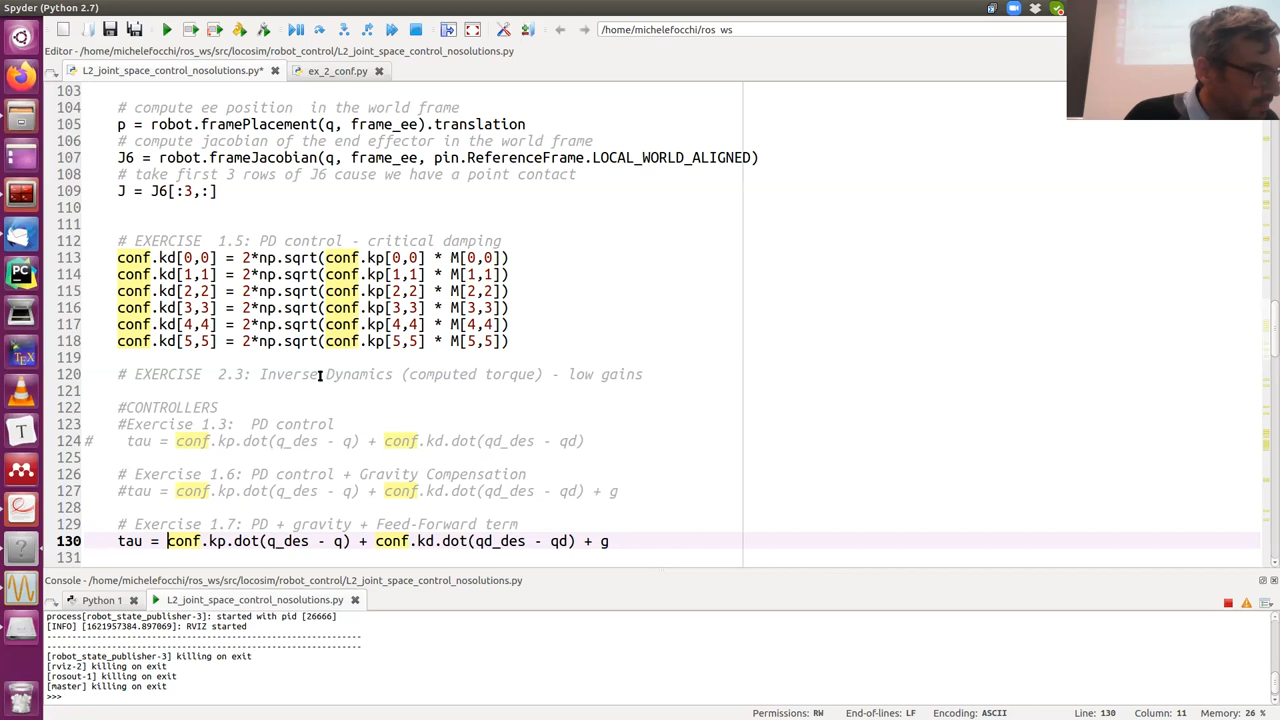 Spyder (Python 2.7)
/home/michelefocchi/ros_ws
Editor - /home/michelefocchi/ros_ws/src/locosim/robot_control/L2_joint_space_control_nosolutions.py
L2_joint_space_control_nosolutions.py*
ex_2_conf.py
103
104 # compute ee position in the world frame
105 p = robot.framePlacement(q, frame_ee).translation
106 # compute jacobian of the end effector in the world frame
107 J6 = robot.frameJacobian(q, frame_ee, pin.ReferenceFrame.LOCAL_WORLD_ALIGNED)
108 # take first 3 rows of J6 cause we have a point contact
109 J = J6[:3,:]
110
111
112 # EXERCISE 1.5: PD control - critical damping
113 conf.kd[0,0] = 2*np.sqrt(conf.kp[0,0] * M[0,0])
114 conf.kd[1,1] = 2*np.sqrt(conf.kp[1,1] * M[1,1])
115 conf.kd[2,2] = 2*np.sqrt(conf.kp[2,2] * M[2,2])
116 conf.kd[3,3] = 2*np.sqrt(conf.kp[3,3] * M[3,3])
117 conf.kd[4,4] = 2*np.sqrt(conf.kp[4,4] * M[4,4])
118 conf.kd[5,5] = 2*np.sqrt(conf.kp[5,5] * M[5,5])
119
120 # EXERCISE 2.3: Inverse Dynamics (computed torque) - low gains
121
122 #CONTROLLERS
123 #Exercise 1.3: PD control
124 # tau = conf.kp.dot(q_des - q) + conf.kd.dot(qd_des - qd)
125
126 # Exercise 1.6: PD control + Gravity Compensation
127 #tau = conf.kp.dot(q_des - q) + conf.kd.dot(qd_des - qd) + g
128
129 # Exercise 1.7: PD + gravity + Feed-Forward term
130 tau = conf.kp.dot(q_des - q) + conf.kd.dot(qd_des - qd) + g
131
Console - /home/michelefocchi/ros_ws/src/locosim/robot_control/L2_joint_space_control_nosolutions.py
Python 1
L2_joint_space_control_nosolutions.py
process[robot_state_publisher-3]: started with pid [26666]
[INFO] [1621957384.897069]: RVIZ started
------------------------------------------------------------
------------------------------------------------------------
[robot_state_publisher-3] killing on exit
[rviz-2] killing on exit
[rosout-1] killing on exit
[master] killing on exit
>>>
Permissions: RW End-of-lines: LF Encoding: ASCII Line: 130 Column: 11 Memory: 26 %